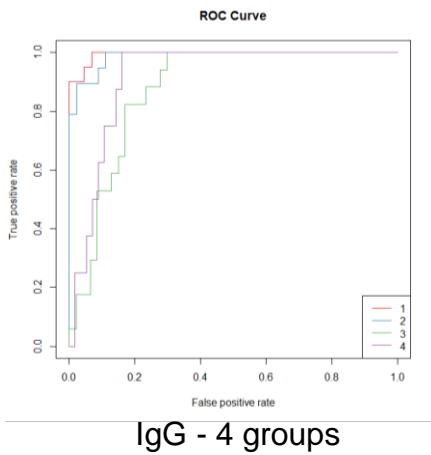 ROC Curve
True positive rate
1.0
0.8
0.6
0.4
0.2
0.0
1
2
3
4
0.0 0.2 0.4 0.6 0.8 1.0
False positive rate
IgG - 4 groups